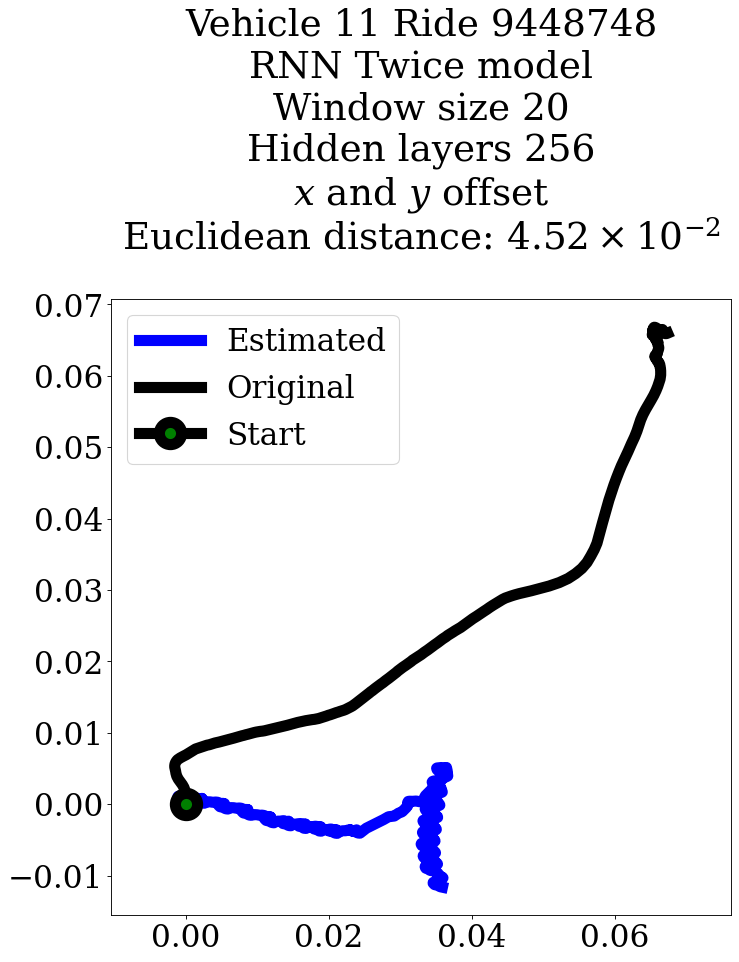 Vehicle 11 Ride 9448748
RNN Twice model
Window size 20
Hidden layers 256
x and y offset
Euclidean distance: 4.52 × 10⁻²
Estimated
Original
Start
0.07
0.06
0.05
0.04
0.03
0.02
0.01
0.00
−0.01
0.00 0.02 0.04 0.06